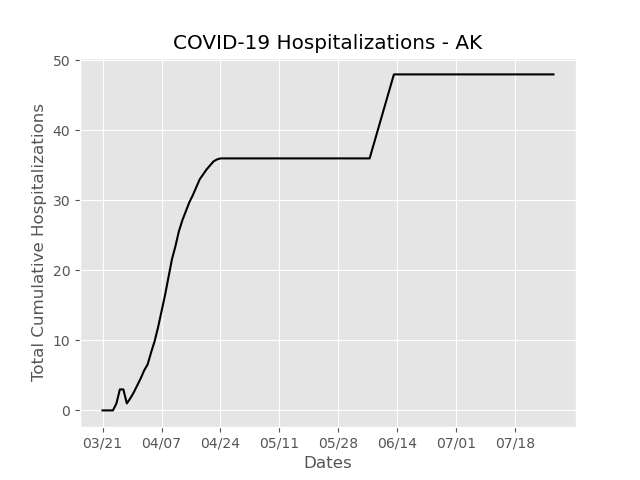 COVID-19 Hospitalizations - AK
50
40
30
20
10
0
Total Cumulative Hospitalizations
03/21 04/07 04/24 05/11 05/28 06/14 07/01 07/18
Dates